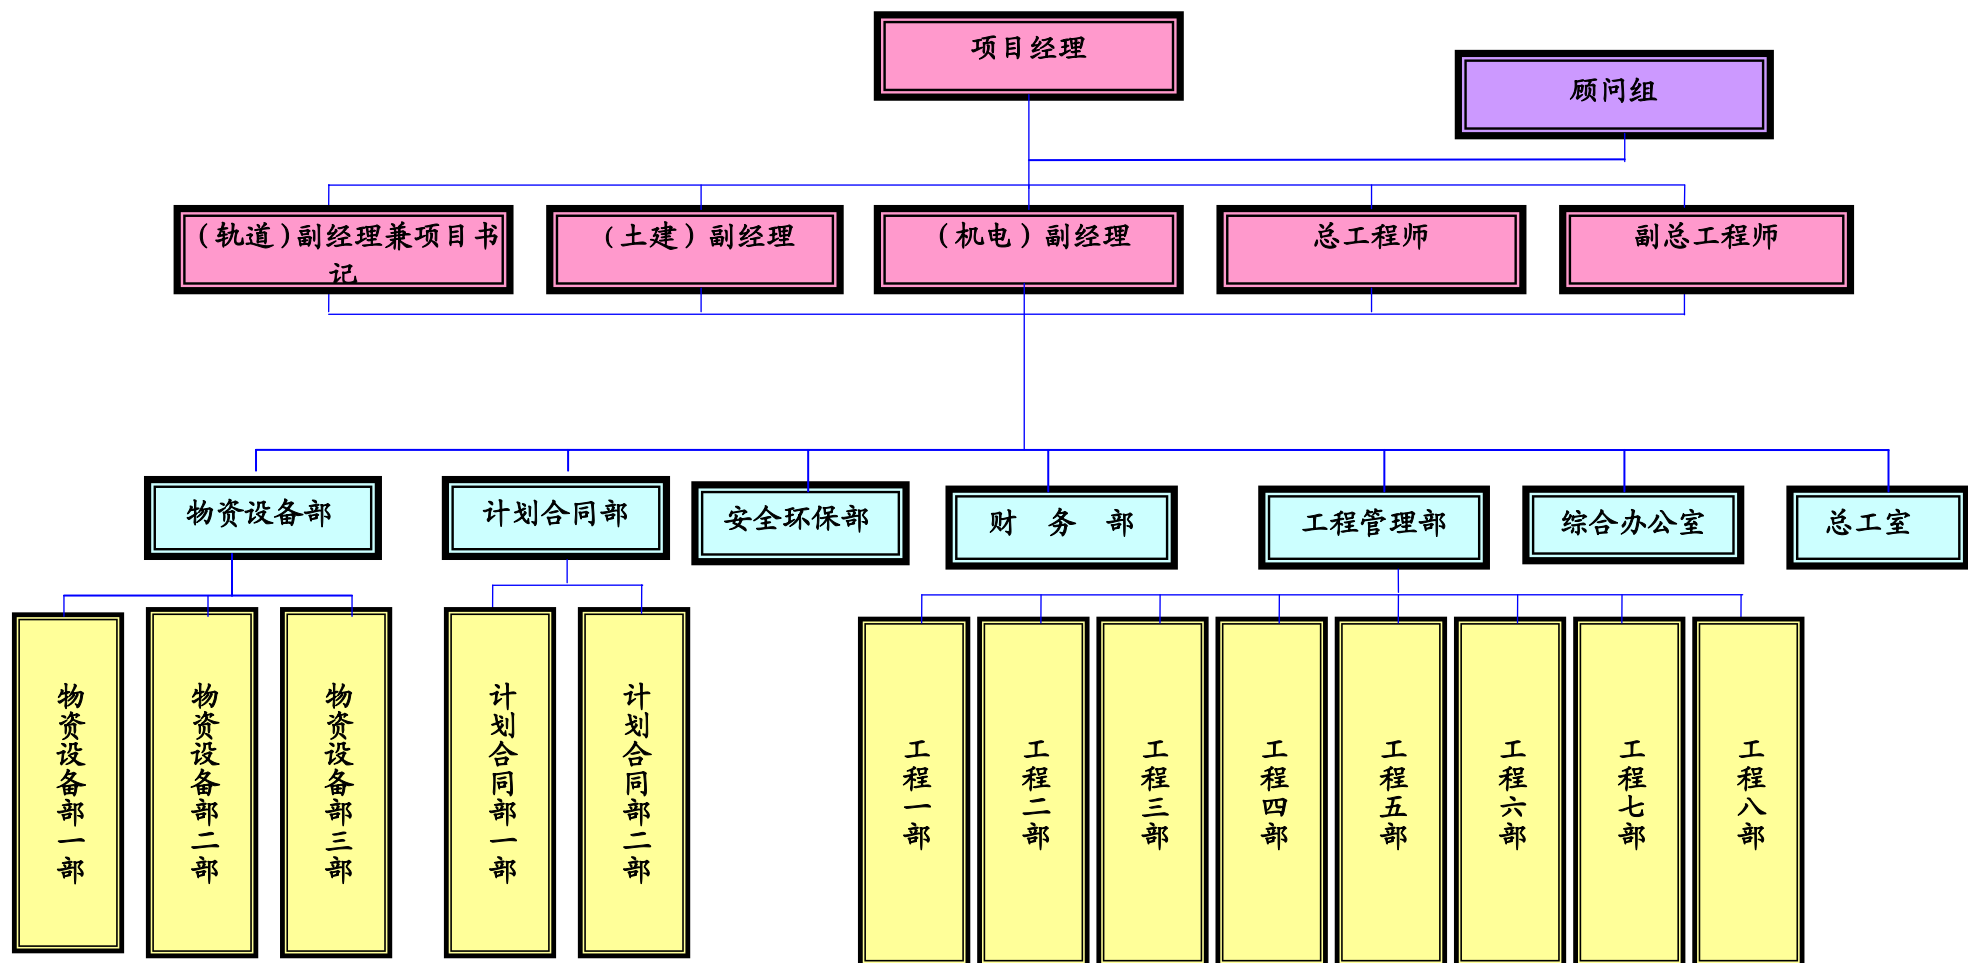 项目经理
顾问组
（轨道）副经理兼项目书
记
（土建）副经理
（机电）副经理
总工程师
副总工程师
物资设备部
计划合同部
安全环保部
财 务 部
工程管理部
综合办公室
总工室
物资设备部一部
物资设备部二部
物资设备部三部
计划合同部一部
计划合同部二部
工程一部
工程二部
工程三部
工程四部
工程五部
工程六部
工程七部
工程八部